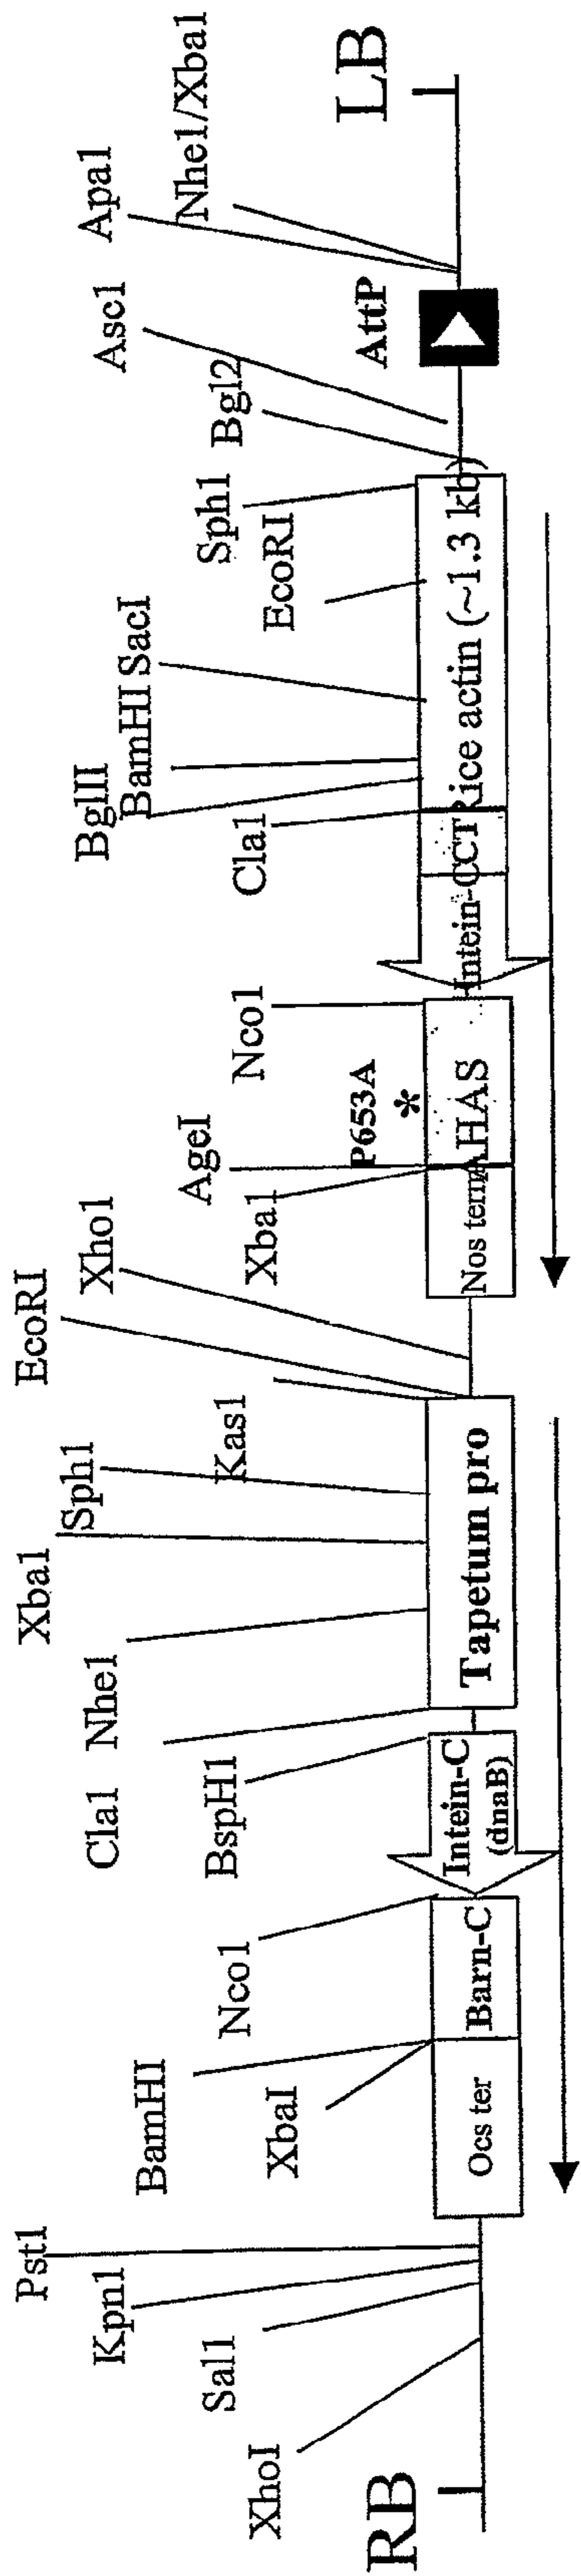 RB
XhoI
Sal1
Kpn1
Pst1
Ocs ter
XbaI
BamHI
Barn-C
Nco1
Intein-C
(dnaB)
BspH1
Cla1
Nhe1
Tapetum pro
Xba1
Sph1
Kas1
EcoRI
Xho1
Nos term
Xba1
AgeI
AHAS
P653A
*
Nco1
Intein-C
CT
Cla1
Rice actin (~1.3 kb)
BglII
BamHI
SacI
EcoRI
Sph1
Bgl2
Asc1
AttP
Apa1
Nhe1/Xba1
LB